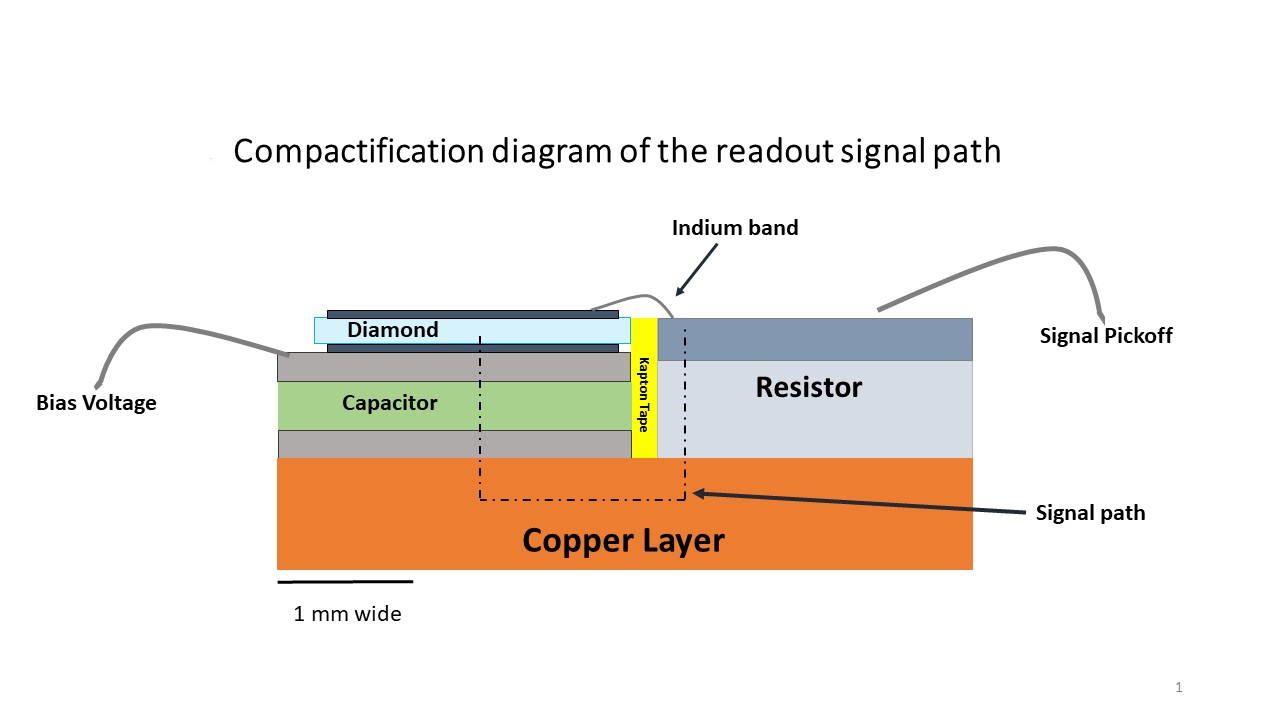 Compactification diagram of the readout signal path
Indium band
Diamond
Signal Pickoff
Kapton Tape
Resistor
Bias Voltage
Capacitor
Signal path
Copper Layer
1 mm wide
1